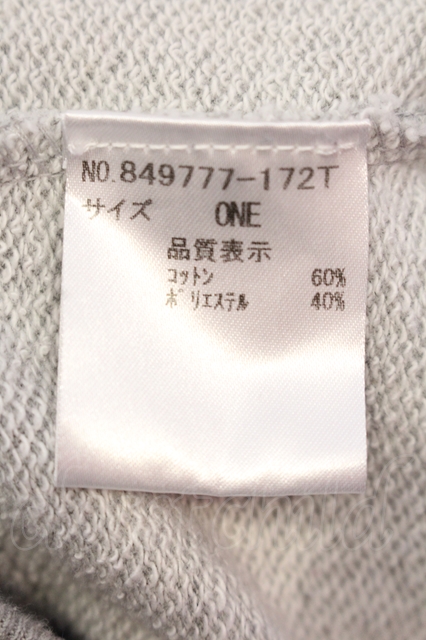 NO.849777-172T
サイズ ONE
品質表示
ｺｯﾄﾝ 60%
ﾎﾟﾘｴｽﾃﾙ 40%